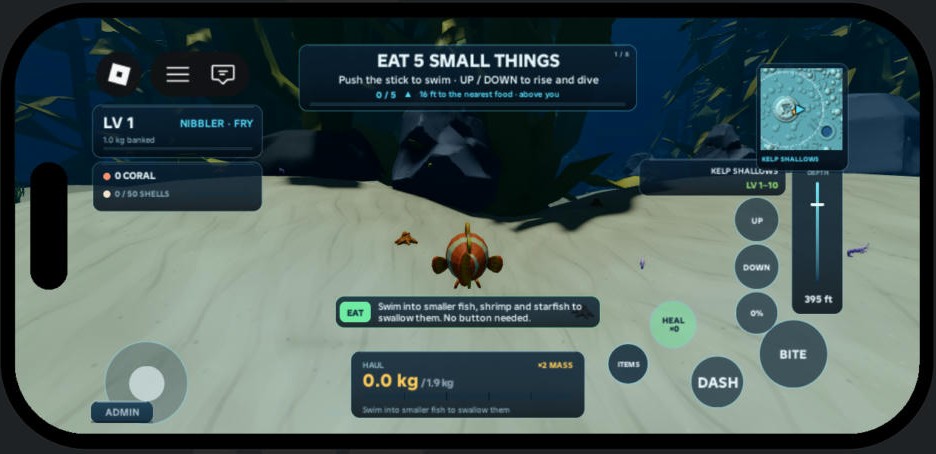 EAT 5 SMALL THINGS
1 / 8
Push the stick to swim · UP / DOWN to rise and dive
0 / 5 ▲ 16 ft to the nearest food · above you
LV 1 NIBBLER · FRY
1.0 kg banked
0 CORAL
0 / 50 SHELLS
KELP SHALLOWS
KELP SHALLOWS
LV 1–10
DEPTH
395 ft
UP
DOWN
0%
EAT
Swim into smaller fish, shrimp and starfish to
swallow them. No button needed.
HEAL
×0
BITE
ITEMS
DASH
HAUL ×2 MASS
0.0 kg / 1.9 kg
Swim into smaller fish to swallow them
ADMIN